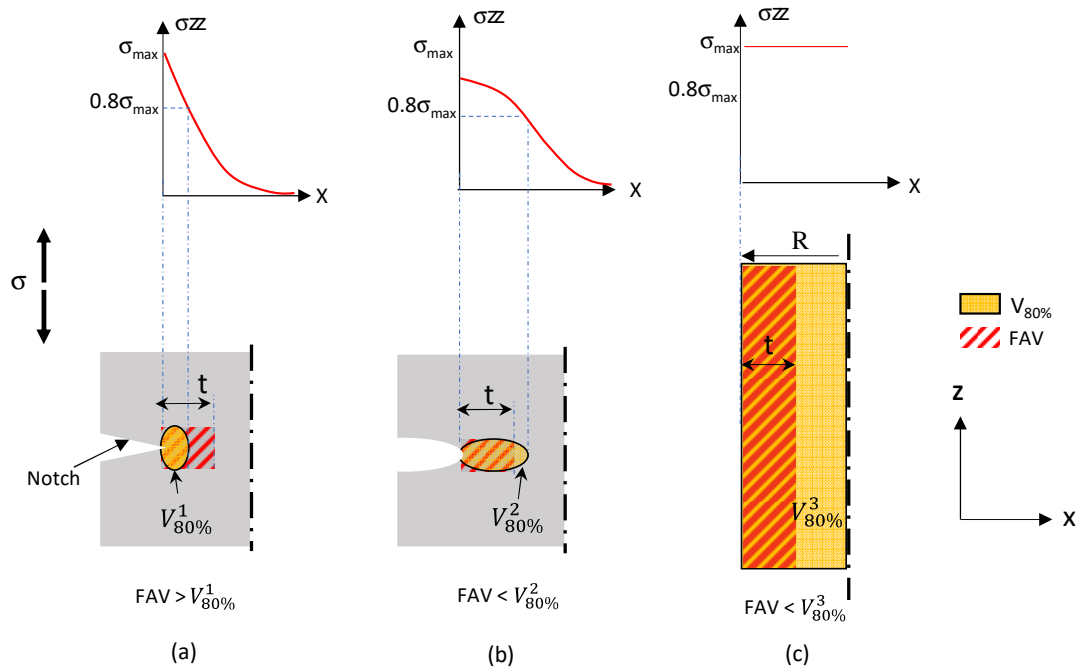 σzz
σmax
0.8σmax
X
σzz
σmax
0.8σmax
X
σzz
σmax
0.8σmax
X
σ
R
V80%
FAV
t
t
t
z
x
Notch
V¹80%
V²80%
V³80%
FAV > V¹80%
FAV < V²80%
FAV < V³80%
(a)
(b)
(c)